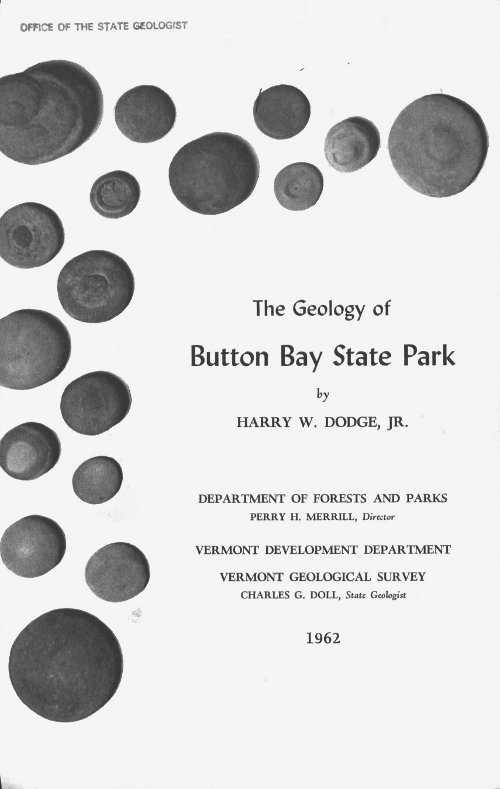 OFFICE OF THE STATE GEOLOGIST
The Geology of
Button Bay State Park
by
HARRY W. DODGE, JR.
DEPARTMENT OF FORESTS AND PARKS
PERRY H. MERRILL, Director
VERMONT DEVELOPMENT DEPARTMENT
VERMONT GEOLOGICAL SURVEY
CHARLES G. DOLL, State Geologist
1962